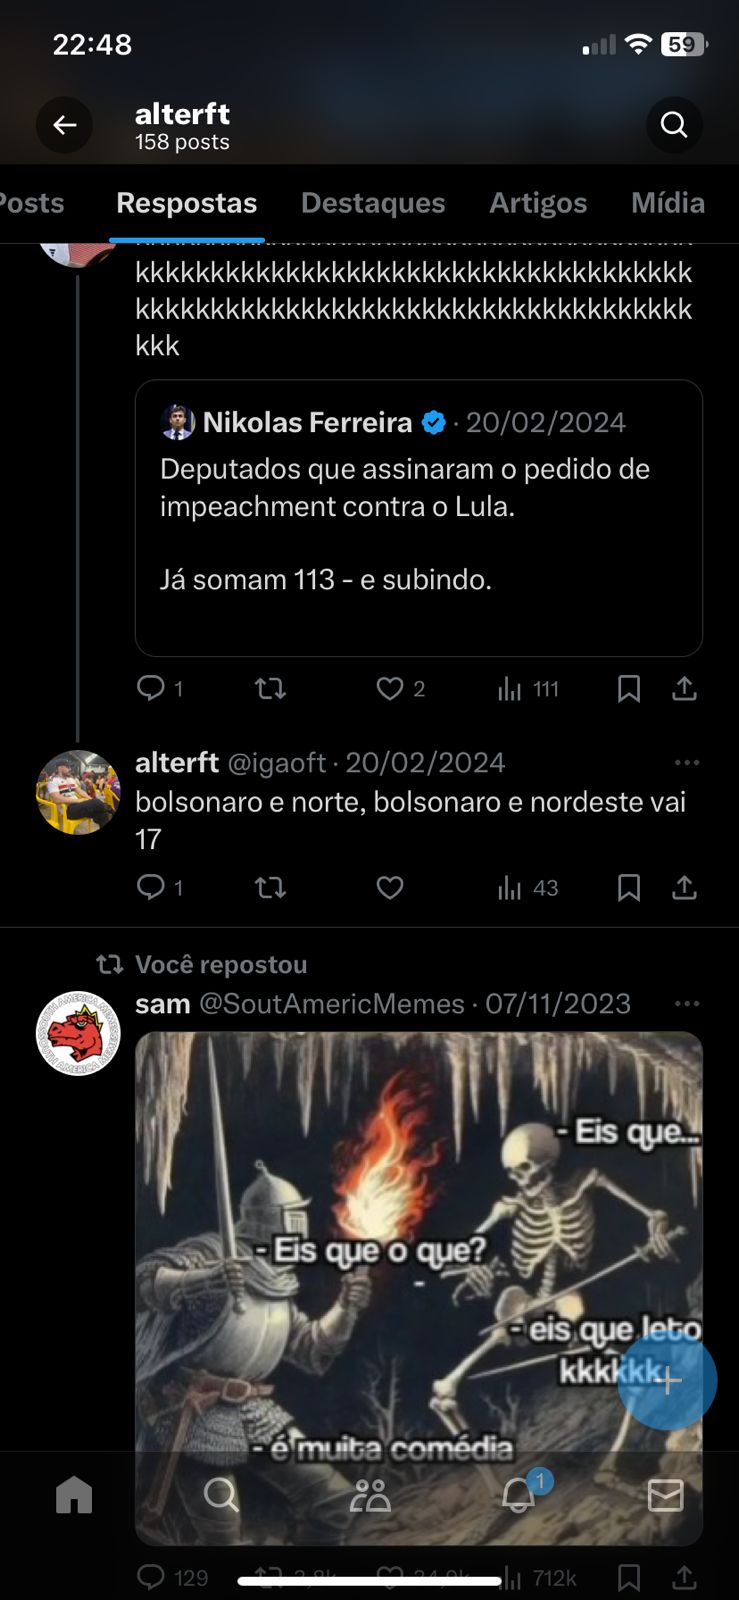 22:48
59
alterft
158 posts
Posts
Respostas
Destaques
Artigos
Mídia
kkkkkkkkkkkkkkkkkkkkkkkkkkkkkkkkkkkkk
kkkkkkkkkkkkkkkkkkkkkkkkkkkkkkkkkkkkk
kkk
Nikolas Ferreira · 20/02/2024
Deputados que assinaram o pedido de
impeachment contra o Lula.
Já somam 113 - e subindo.
1
2
111
alterft @igaoft · 20/02/2024
bolsonaro e norte, bolsonaro e nordeste vai
17
1
43
Você repostou
sam @SoutAmericMemes · 07/11/2023
- Eis que...
- Eis que o que?
-
- eis que leto
kkkkkk
- é muita comédia
1
129
712k